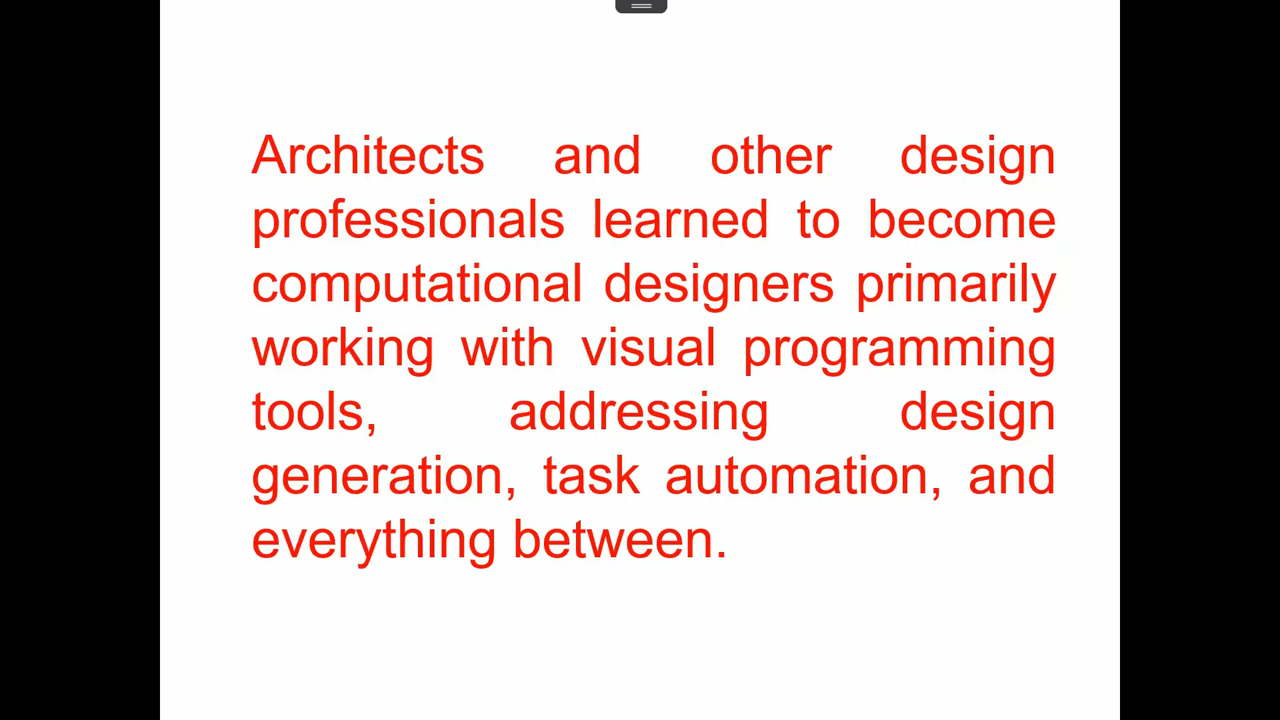 Architects and other design
professionals learned to become
computational designers primarily
working with visual programming
tools, addressing design
generation, task automation, and
everything between.